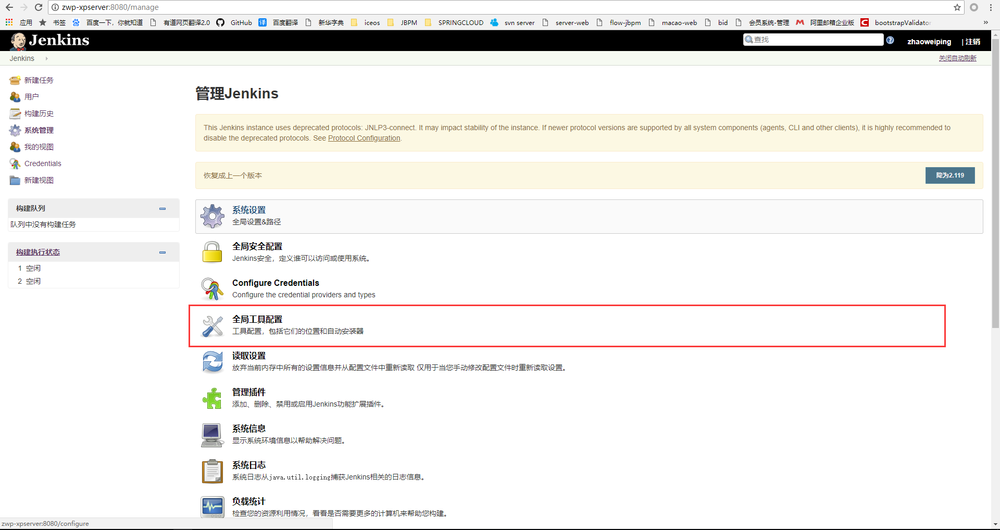 zwp-xpserver:8080/manage
应用 书签 百度一下，你就知道 有道网页翻译2.0 GitHub 译 百度翻译 新华字典 iceos JBPM SPRINGCLOUD svn server server-web flow-jbpm macao-web bid 会员系统-管理 阿里邮箱企业版 bootstrapValidator »
Jenkins 查找 zhaoweiping | 注销
Jenkins 关闭自动刷新
新建任务
用户
构建历史
系统管理
我的视图
Credentials
新建视图
构建队列
队列中没有构建任务
构建执行状态
1 空闲
2 空闲
管理Jenkins
This Jenkins instance uses deprecated protocols: JNLP3-connect. It may impact stability of the instance. If newer protocol versions are supported by all system components (agents, CLI and other clients), it is highly recommended to
disable the deprecated protocols. See Protocol Configuration.
恢复成上一个版本 降为2.119
系统设置
全局设置&路径
全局安全配置
Jenkins安全，定义谁可以访问或使用系统。
Configure Credentials
Configure the credential providers and types
全局工具配置
工具配置，包括它们的位置和自动安装器
读取设置
放弃当前内存中所有的设置信息并从配置文件中重新读取 仅用于当您手动修改配置文件时重新读取设置。
管理插件
添加、删除、禁用或启用Jenkins功能扩展插件。
系统信息
显示系统环境信息以帮助解决问题。
系统日志
系统日志从java.util.logging捕获Jenkins相关的日志信息。
负载统计
检查您的资源利用情况，看看是否需要更多的计算机来帮助您构建。
zwp-xpserver:8080/configure